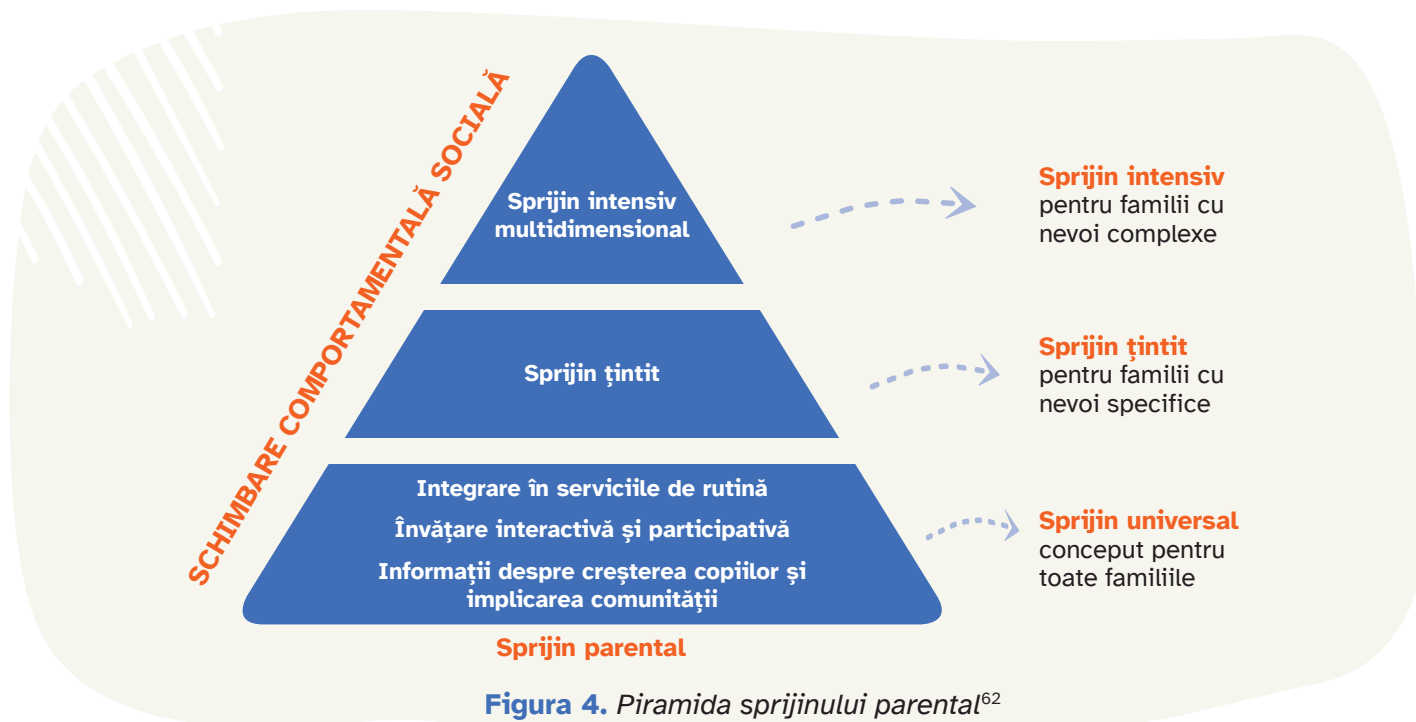 SCHIMBARE COMPORTAMENTALĂ SOCIALĂ
Sprijin intensiv
multidimensional
Sprijin intensiv
pentru familii cu
nevoi complexe
Sprijin țintit
Sprijin țintit
pentru familii cu
nevoi specifice
Integrare în serviciile de rutină
Învățare interactivă și participativă
Informații despre creșterea copiilor și
implicarea comunității
Sprijin universal
conceput pentru
toate familiile
Sprijin parental
Figura 4. Piramida sprijinului parental⁶²